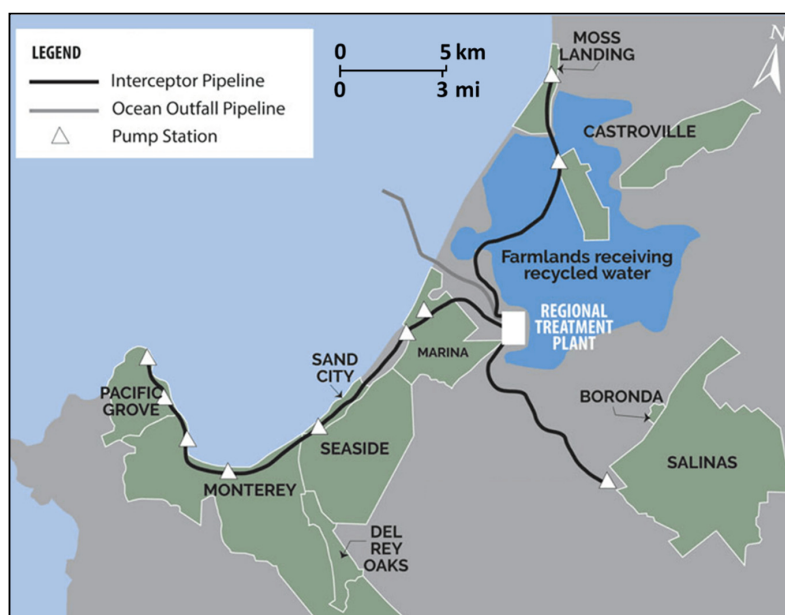 LEGEND
Interceptor Pipeline
Ocean Outfall Pipeline
Pump Station
0 5 km
0 3 mi
N
MOSS
LANDING
CASTROVILLE
Farmlands receiving
recycled water
REGIONAL
TREATMENT
PLANT
MARINA
SAND
CITY
PACIFIC
GROVE
BORONDA
SEASIDE
SALINAS
MONTEREY
DEL
REY
OAKS